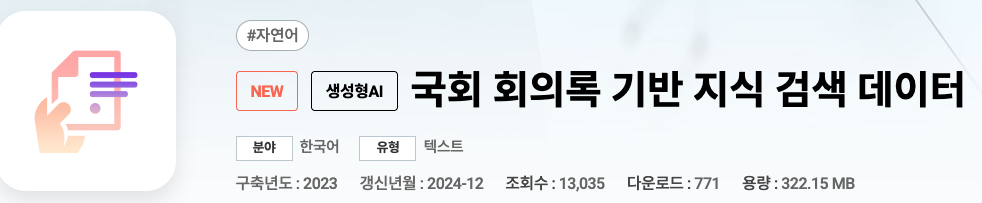 #자연어
NEW 생성형AI 국회 회의록 기반 지식 검색 데이터
분야 한국어 유형 텍스트
구축년도 : 2023 갱신년월 : 2024-12 조회수 : 13,035 다운로드 : 771 용량 : 322.15 MB